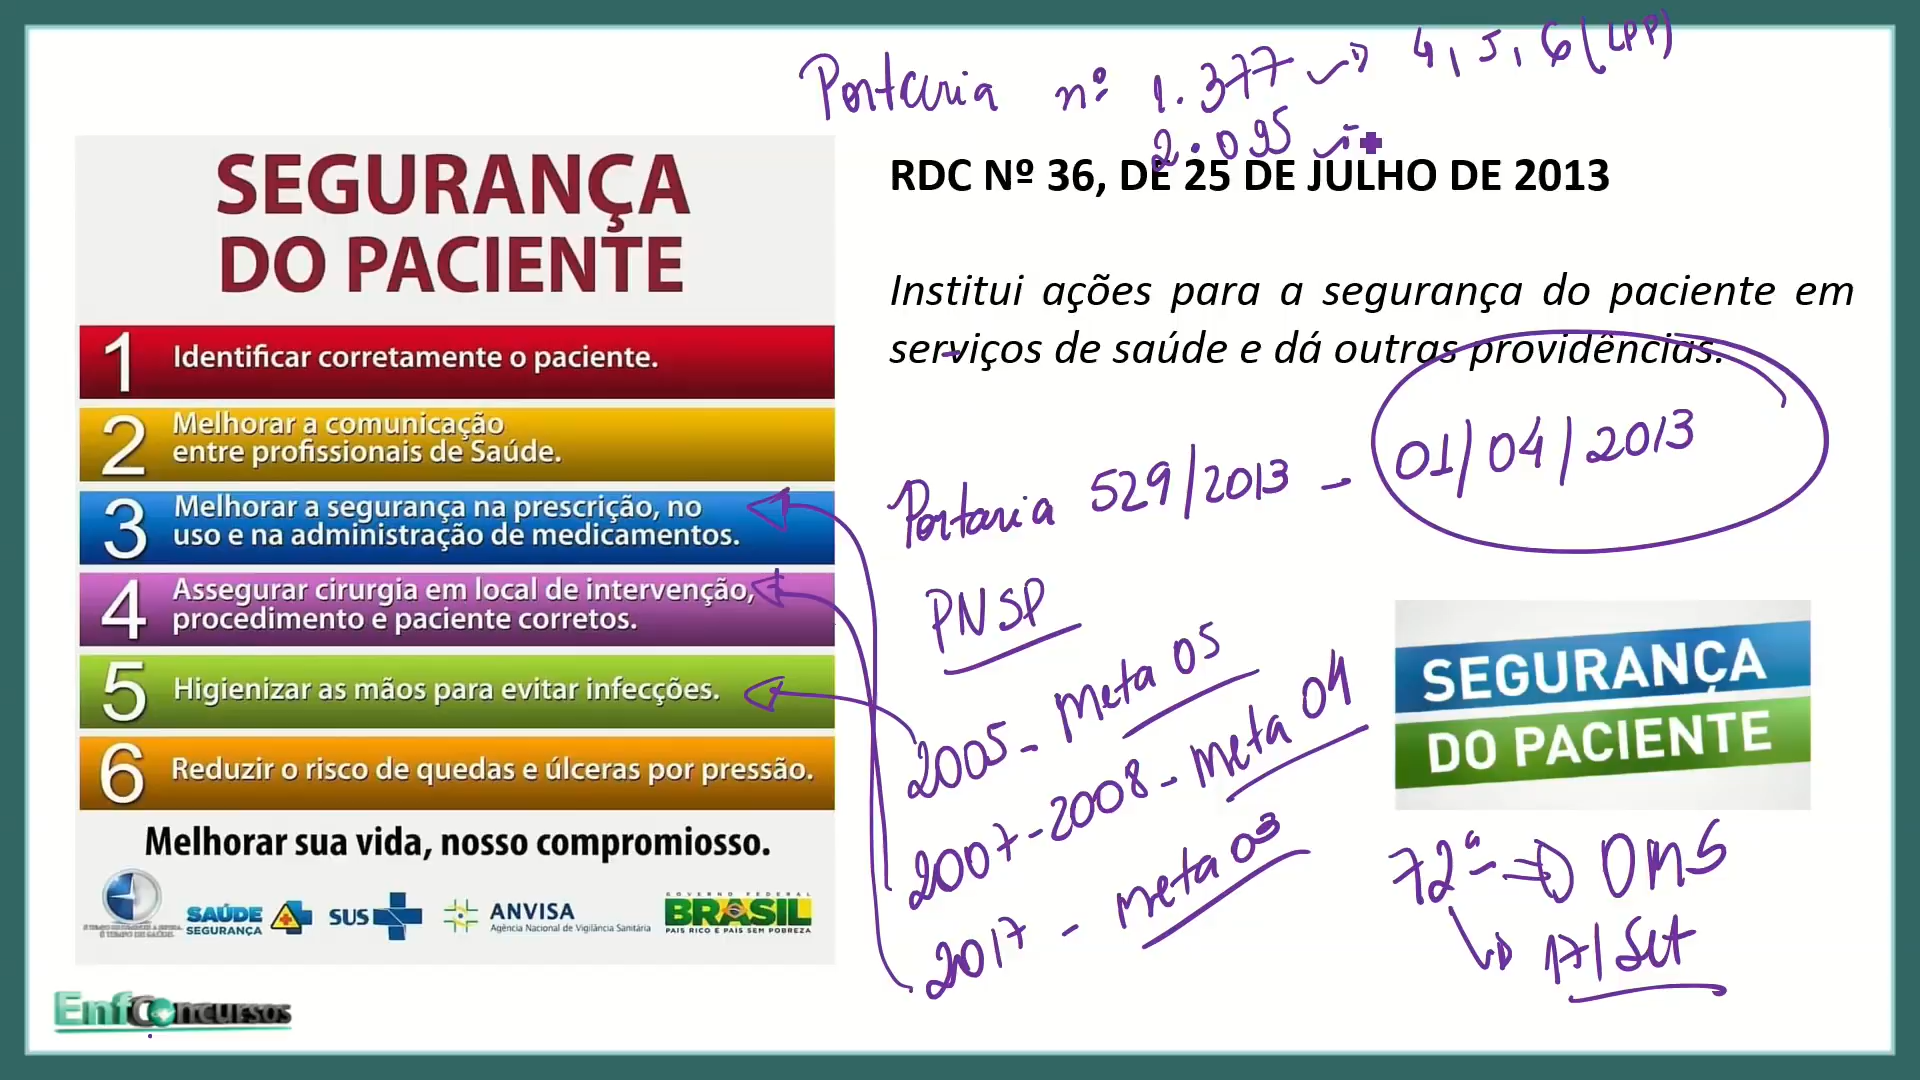 Portaria nº 1.377 → 4, 5, 6 (LPP)
2.095 →
RDC Nº 36, DE 25 DE JULHO DE 2013
Institui ações para a segurança do paciente em
serviços de saúde e dá outras providências.
Portaria 529/2013 - 01/04/2013
PNSP
2005 - Meta 05
2007-2008 - Meta 04
2017 - Meta 03
SEGURANÇA
DO PACIENTE
72ª → OMS
↳ 17/Set
SEGURANÇA
DO PACIENTE
1 Identificar corretamente o paciente.
2 Melhorar a comunicação
entre profissionais de Saúde.
3 Melhorar a segurança na prescrição, no
uso e na administração de medicamentos.
4 Assegurar cirurgia em local de intervenção,
procedimento e paciente corretos.
5 Higienizar as mãos para evitar infecções.
6 Reduzir o risco de quedas e úlceras por pressão.
Melhorar sua vida, nosso compromiosso.
SAÚDE
SEGURANÇA
SUS
ANVISA
Agência Nacional de Vigilância Sanitária
GOVERNO FEDERAL
BRASIL
PAÍS RICO É PAÍS SEM POBREZA
EnfConcursos